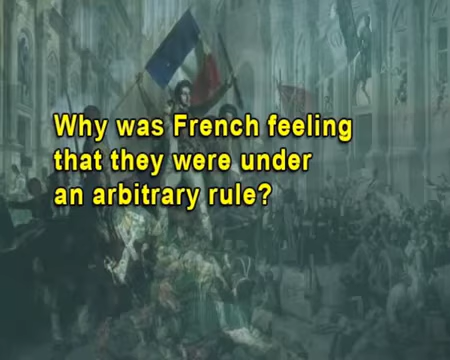 Why was French feeling
that they were under
an arbitrary rule?